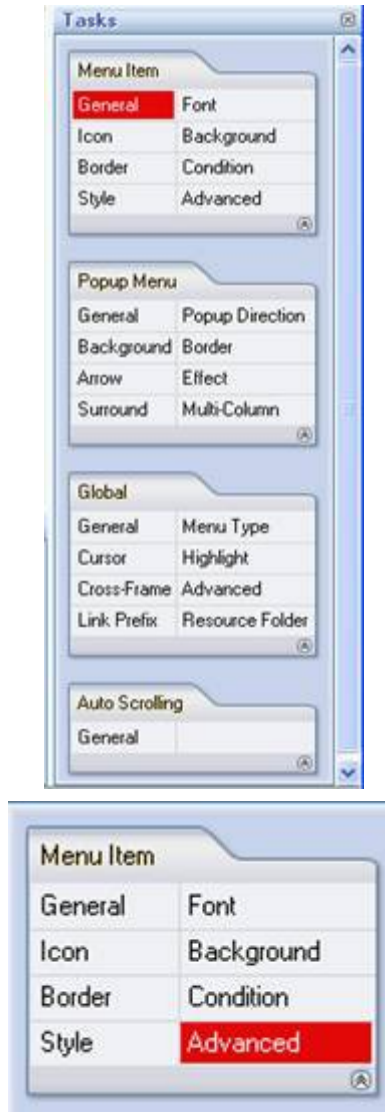 Tasks
Menu Item
General Font
Icon Background
Border Condition
Style Advanced
Popup Menu
General Popup Direction
Background Border
Arrow Effect
Surround Multi-Column
Global
General Menu Type
Cursor Highlight
Cross-Frame Advanced
Link Prefix Resource Folder
Auto Scrolling
General
Menu Item
General Font
Icon Background
Border Condition
Style Advanced